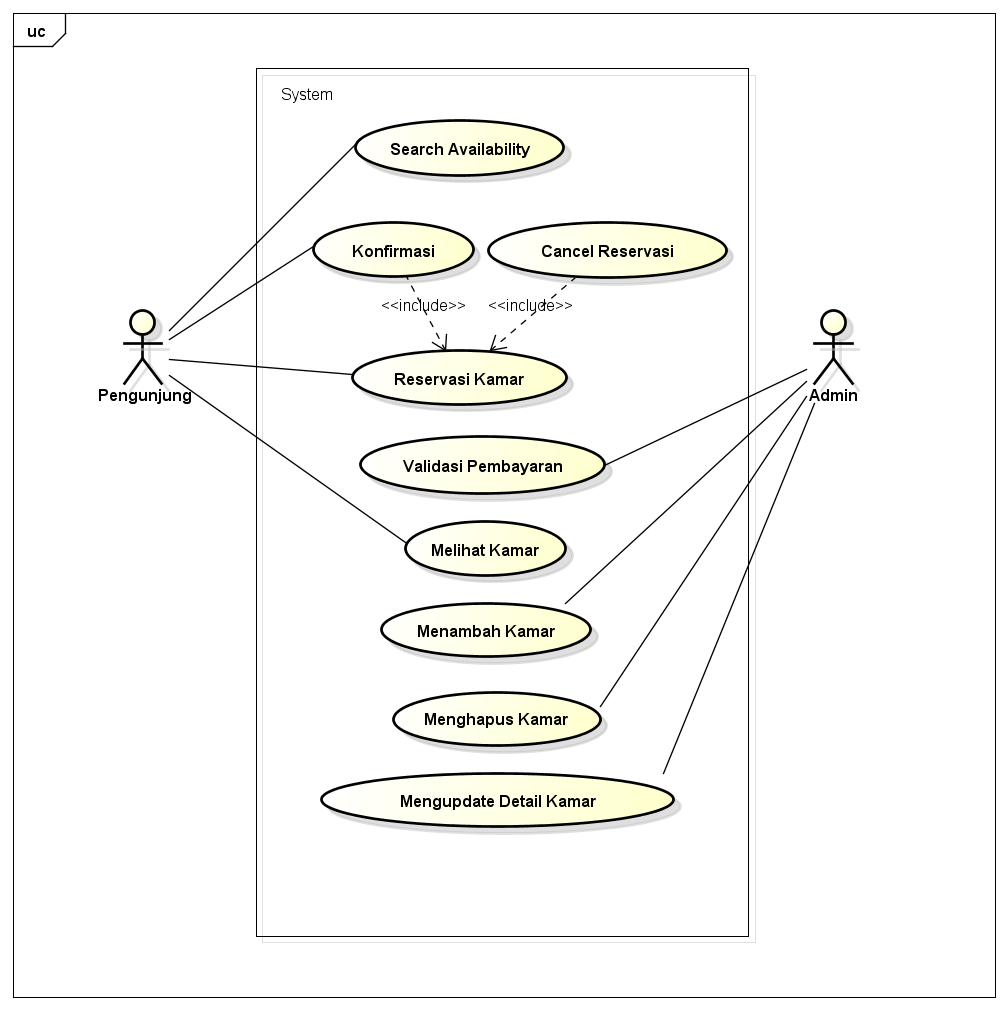 uc
System
Search Availability
Konfirmasi
Cancel Reservasi
<<include>>
<<include>>
Reservasi Kamar
Pengunjung
Admin
Validasi Pembayaran
Melihat Kamar
Menambah Kamar
Menghapus Kamar
Mengupdate Detail Kamar